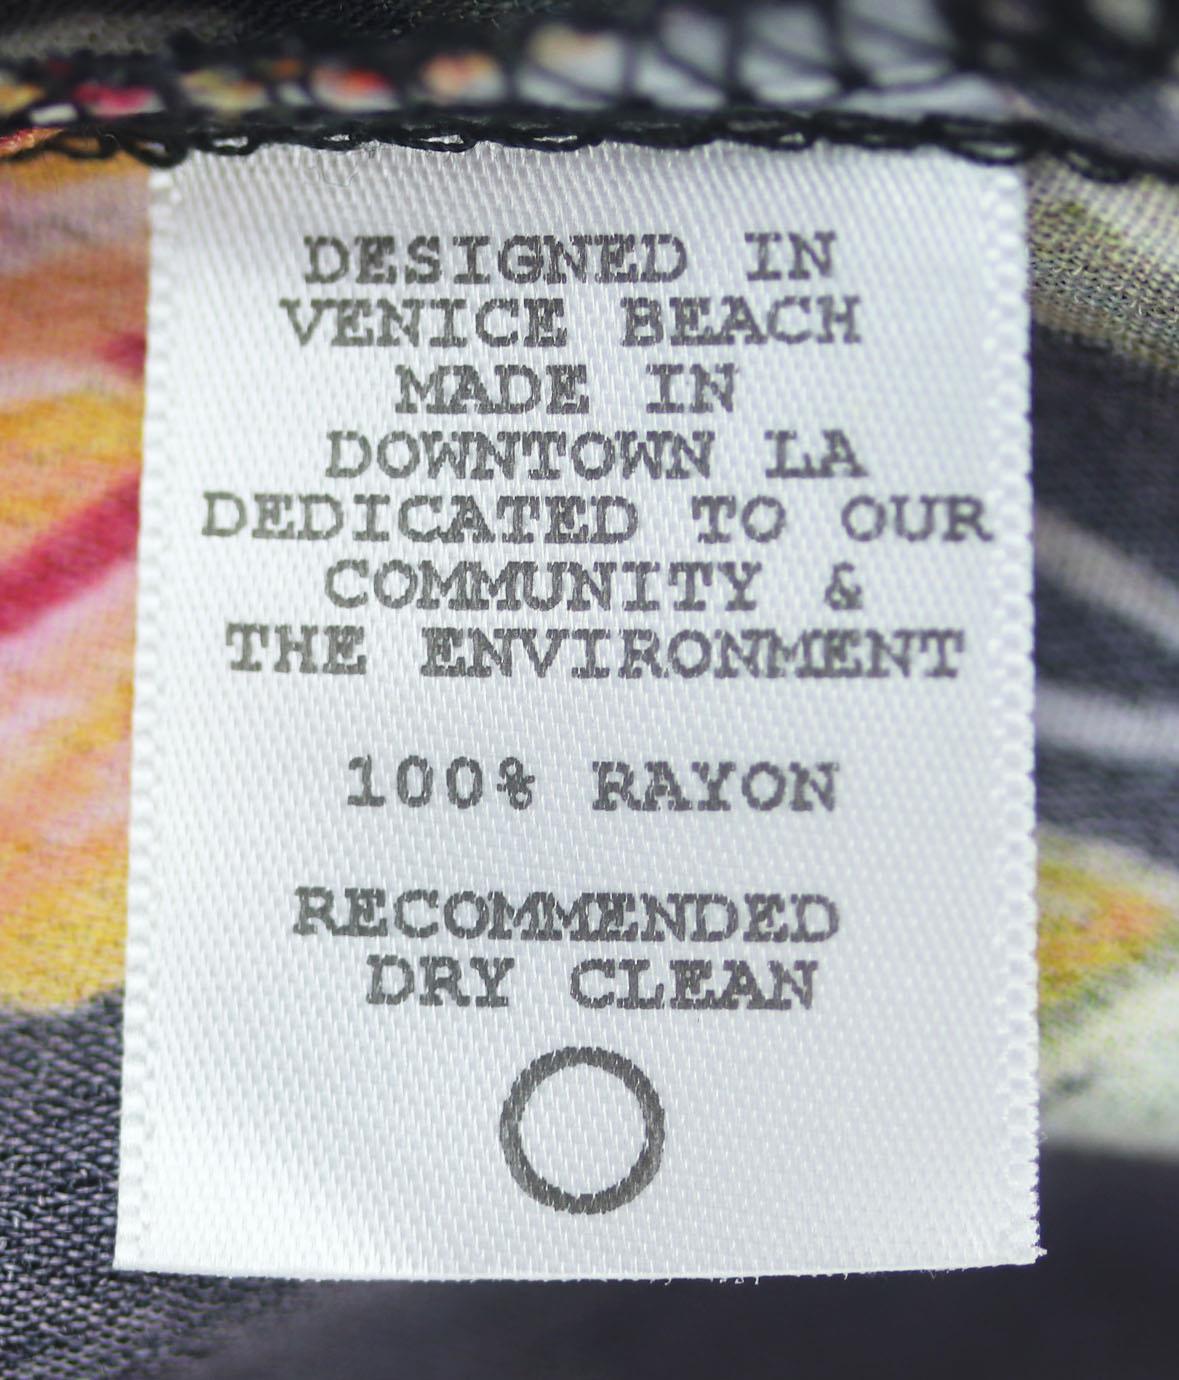 DESIGNED IN
VENICE BEACH
MADE IN
DOWNTOWN LA
DEDICATED TO OUR
COMMUNITY &
THE ENVIRONMENT
100% RAYON
RECOMMENDED
DRY CLEAN